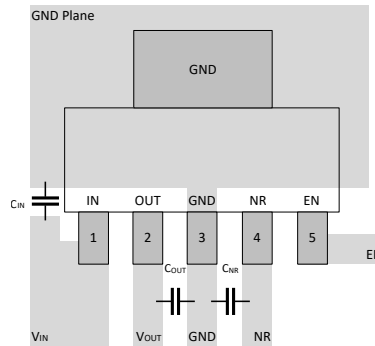 GND Plane
GND
IN OUT GND NR EN
CIN
1 2 3 4 5
COUT CNR
VIN VOUT GND NR